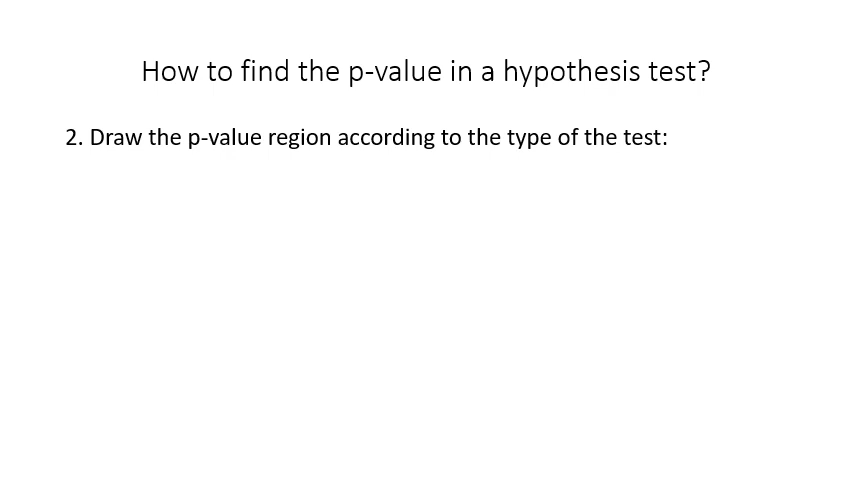 How to find the p-value in a hypothesis test?
2. Draw the p-value region according to the type of the test: